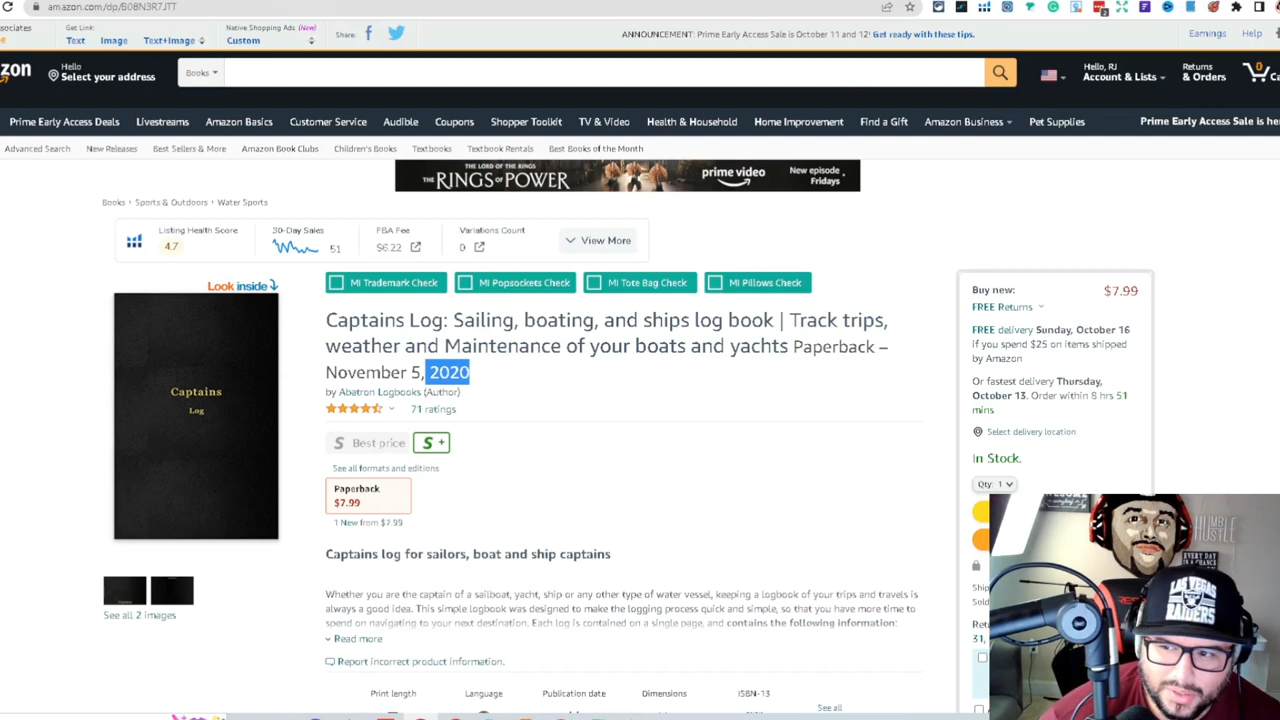 amazon.com/dp/B08N3R7JTT
sociates
Get Link:
Native Shopping Ads (New)
Text
Image
Text+Image
Custom
Share:
ANNOUNCEMENT: Prime Early Access Sale is October 11 and 12! Get ready with these tips.
Earnings
Help
zon
Hello
Select your address
Books
Hello, RJ
Account & Lists
Returns
& Orders
0
Ca
Prime Early Access Deals
Livestreams
Amazon Basics
Customer Service
Audible
Coupons
Shopper Toolkit
TV & Video
Health & Household
Home Improvement
Find a Gift
Amazon Business
Pet Supplies
Prime Early Access Sale is her
Advanced Search
New Releases
Best Sellers & More
Amazon Book Clubs
Children's Books
Textbooks
Textbook Rentals
Best Books of the Month
THE LORD OF THE RINGS
THE RINGS OF POWER
prime video
New episode
Fridays
Books › Sports & Outdoors › Water Sports
Listing Health Score
4.7
30-Day Sales
51
FBA Fee
$6.22
Variations Count
0
View More
Look inside
MI Trademark Check
MI Popsockets Check
MI Tote Bag Check
MI Pillows Check
Captains Log: Sailing, boating, and ships log book | Track trips,
weather and Maintenance of your boats and yachts Paperback –
November 5, 2020
by Abatron Logbooks (Author)
71 ratings
S Best price
S +
See all formats and editions
Paperback
$7.99
1 New from $7.99
Captains
Log
See all 2 images
Captains log for sailors, boat and ship captains
Whether you are the captain of a sailboat, yacht, ship or any other type of water vessel, keeping a logbook of your trips and travels is
always a good idea. This simple logbook was designed to make the logging process quick and simple, so that you have more time to
spend on navigating to your next destination. Each log is contained on a single page, and contains the following information:
Read more
Report incorrect product information.
Print length
Language
Publication date
Dimensions
ISBN-13
See all
Buy new:
$7.99
FREE Returns
FREE delivery Sunday, October 16
if you spend $25 on items shipped
by Amazon
Or fastest delivery Thursday,
October 13. Order within 8 hrs 51
mins
Select delivery location
In Stock.
Qty: 1
Ship
Sold
Retu
31,
A
HUMBLE
HUSTLE
EVERY DAY
IS A CHANCE
LAS VEGAS
RAIDERS